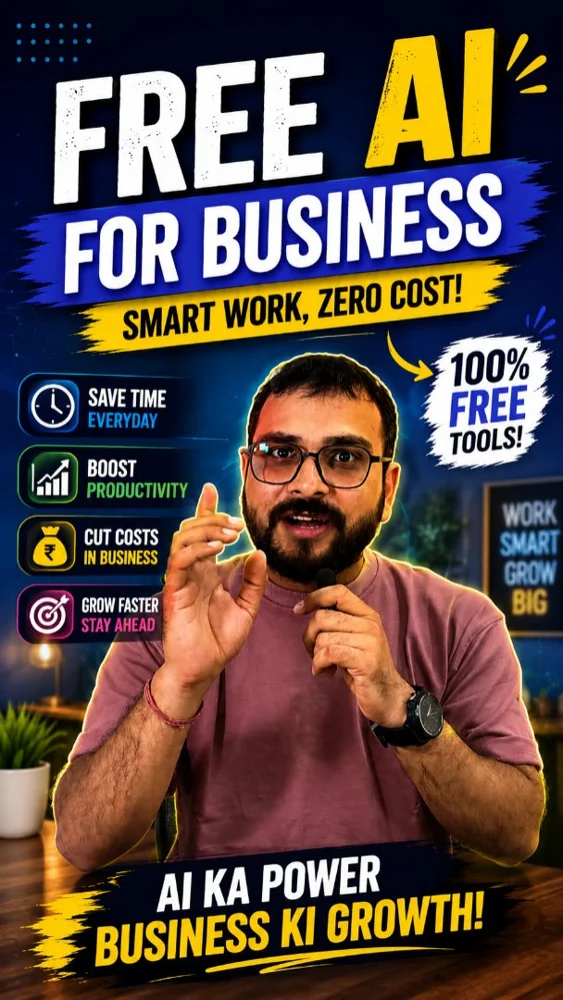 FREE AI
FOR BUSINESS
SMART WORK, ZERO COST!
100%
FREE
TOOLS!
SAVE TIME
EVERYDAY
BOOST
PRODUCTIVITY
₹
CUT COSTS
IN BUSINESS
GROW FASTER
STAY AHEAD
WORK
SMART
GROW
BIG
AI KA POWER
BUSINESS KI GROWTH!